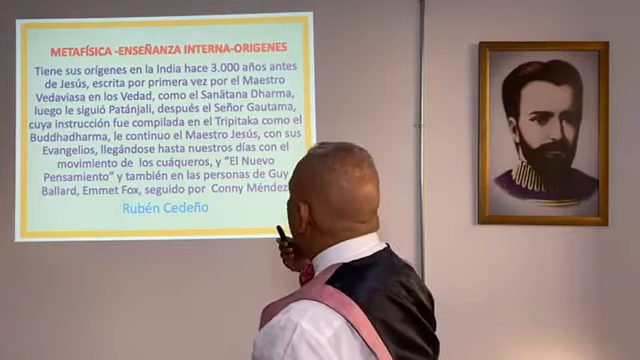 METAFÍSICA -ENSEÑANZA INTERNA-ORIGENES
Tiene sus orígenes en la India hace 3.000 años antes
de Jesús, escrita por primera vez por el Maestro
Vedaviasa en los Vedad, como el Sanätana Dharma,
luego le siguió Patánjali, después el Señor Gautama,
cuya instrucción fue compilada en el Tripitaka como el
Buddhadharma, le continuo el Maestro Jesús, con sus
Evangelios, llegándose hasta nuestros días con el
movimiento de los cuáqueros, y "El Nuevo
Pensamiento" y también en las personas de Guy
Ballard, Emmet Fox, seguido por Conny Méndez
Rubén Cedeño